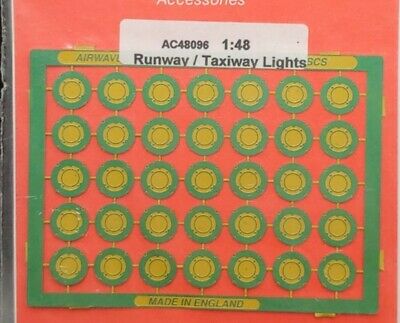 Accessories
AC48096 1:48
Runway / Taxiway Lights
MADE IN ENGLAND